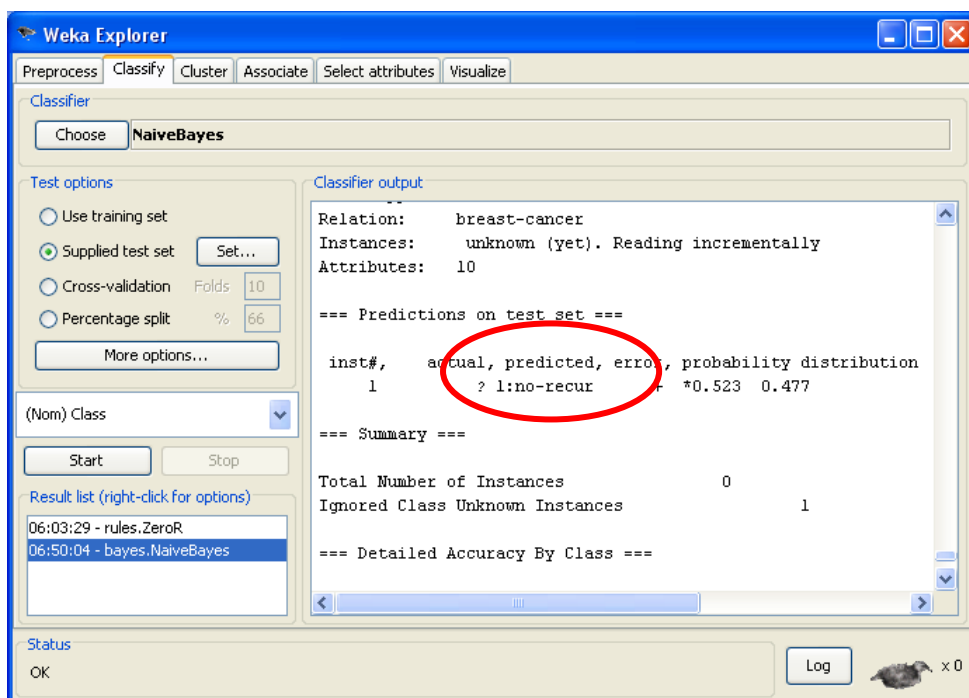 Weka Explorer
Preprocess Classify Cluster Associate Select attributes Visualize
Classifier
Choose NaiveBayes
Test options
Use training set
Supplied test set Set...
Cross-validation Folds 10
Percentage split % 66
More options...
(Nom) Class
Start Stop
Result list (right-click for options)
06:03:29 - rules.ZeroR
06:50:04 - bayes.NaiveBayes
Classifier output
Relation: breast-cancer
Instances: unknown (yet). Reading incrementally
Attributes: 10
=== Predictions on test set ===
inst#, actual, predicted, error, probability distribution
1 ? 1:no-recur + *0.523 0.477
=== Summary ===
Total Number of Instances 0
Ignored Class Unknown Instances 1
=== Detailed Accuracy By Class ===
Status
OK
Log x 0